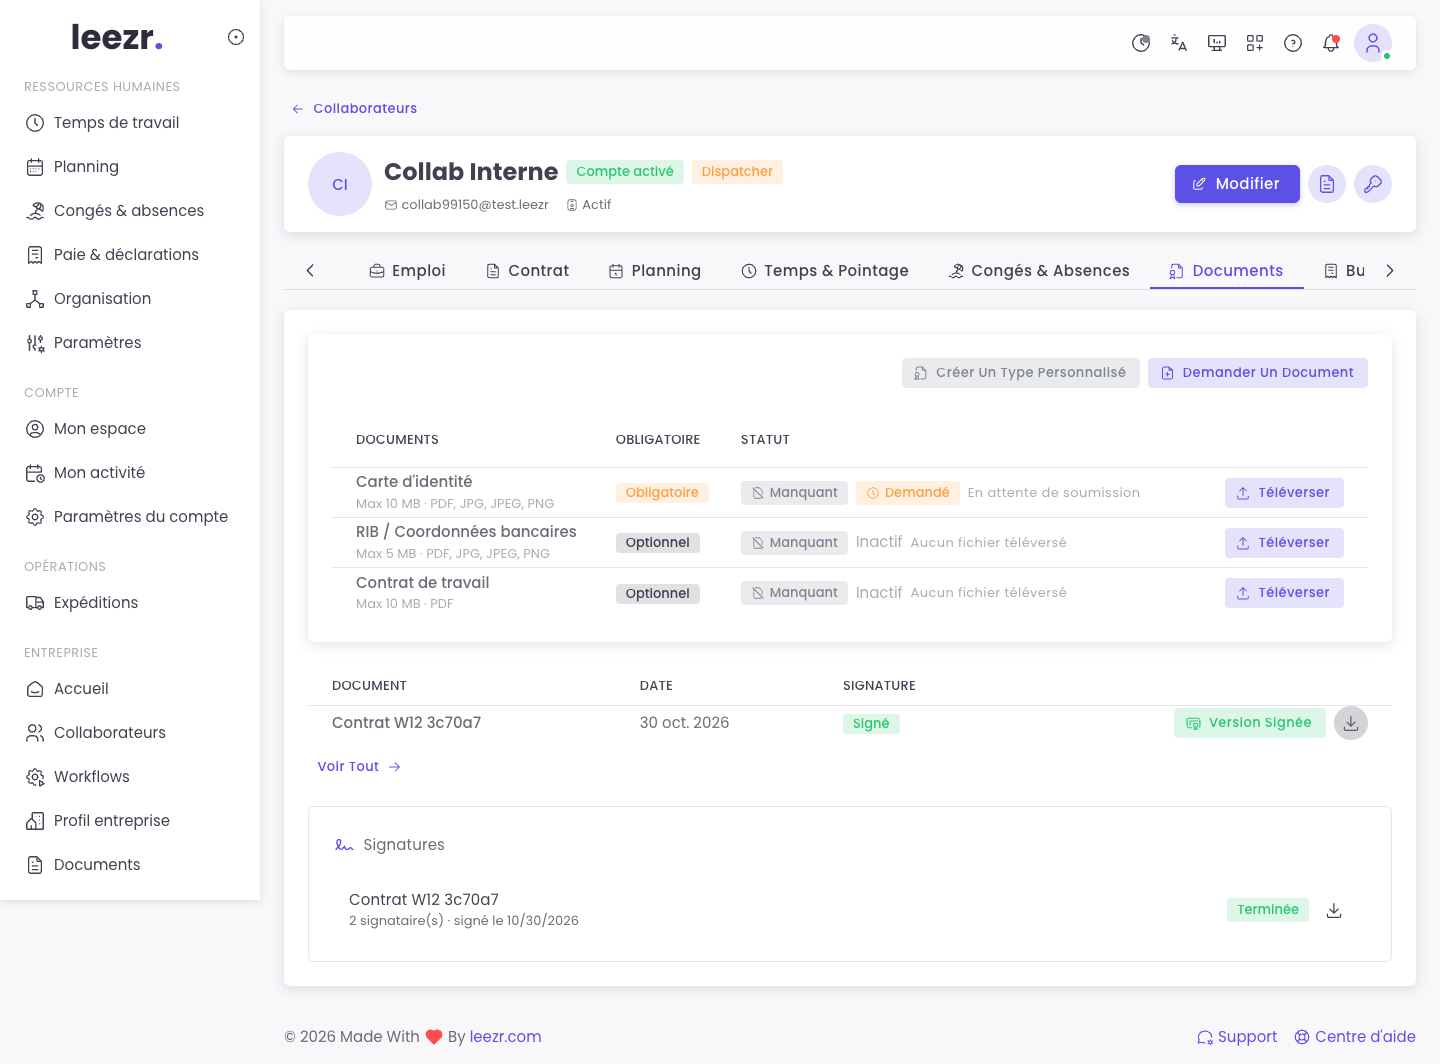 leezr.
RESSOURCES HUMAINES
Temps de travail
Planning
Congés & absences
Paie & déclarations
Organisation
Paramètres
COMPTE
Mon espace
Mon activité
Paramètres du compte
OPÉRATIONS
Expéditions
ENTREPRISE
Accueil
Collaborateurs
Workflows
Profil entreprise
Documents
Collaborateurs
CI
Collab Interne Compte activé Dispatcher
collab99150@test.leezr Actif
Modifier
Emploi Contrat Planning Temps & Pointage Congés & Absences Documents Bu
Créer Un Type Personnalisé Demander Un Document
DOCUMENTS OBLIGATOIRE STATUT
Carte d'identité
Max 10 MB · PDF, JPG, JPEG, PNG
Obligatoire Manquant Demandé En attente de soumission Téléverser
RIB / Coordonnées bancaires
Max 5 MB · PDF, JPG, JPEG, PNG
Optionnel Manquant Inactif Aucun fichier téléversé Téléverser
Contrat de travail
Max 10 MB · PDF
Optionnel Manquant Inactif Aucun fichier téléversé Téléverser
DOCUMENT DATE SIGNATURE
Contrat W12 3c70a7 30 oct. 2026 Signé Version Signée
Voir Tout
Signatures
Contrat W12 3c70a7
2 signataire(s) · signé le 10/30/2026
Terminée
© 2026 Made With By leezr.com
Support Centre d'aide